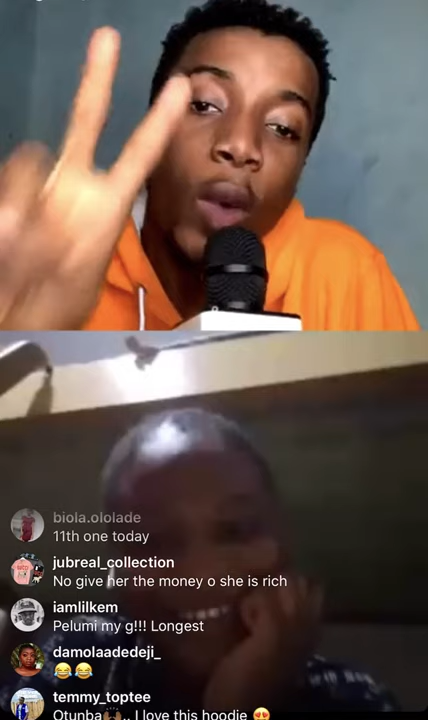 biola.ololade
11th one today
jubreal_collection
No give her the money o she is rich
iamlilkem
Pelumi my g!!! Longest
damolaadedeji_
😂😂
temmy_toptee
Otunba🙌🏾.. I love this hoodie 😍